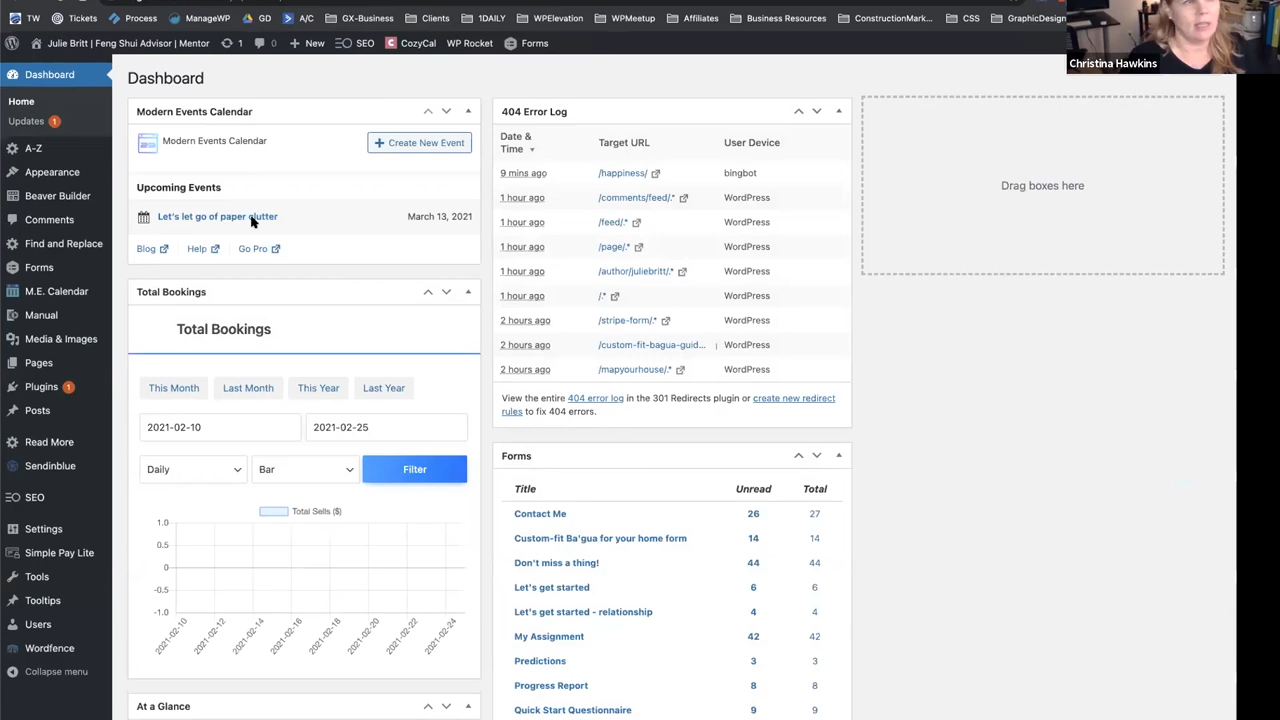 TW
Tickets
Process
ManageWP
GD
A/C
GX-Business
Clients
1DAILY
WPElevation
WPMeetup
Affiliates
Business Resources
ConstructionMark...
CSS
GraphicDesign
Julie Britt | Feng Shui Advisor | Mentor
1
0
+ New
SEO
CozyCal
WP Rocket
Forms
Christina Hawkins
Dashboard
Home
Updates 1
A-Z
Appearance
Beaver Builder
Comments
Find and Replace
Forms
M.E. Calendar
Manual
Media & Images
Pages
Plugins 1
Posts
Read More
Sendinblue
SEO
Settings
Simple Pay Lite
Tools
Tooltips
Users
Wordfence
Collapse menu
Dashboard
Modern Events Calendar
Modern Events Calendar
+ Create New Event
Upcoming Events
Let's let go of paper clutter
March 13, 2021
Blog
Help
Go Pro
Total Bookings
Total Bookings
This Month
Last Month
This Year
Last Year
2021-02-10
2021-02-25
Daily
Bar
Filter
Total Sells ($)
1.0
0.5
0
-0.5
-1.0
2021-02-10
2021-02-12
2021-02-14
2021-02-16
2021-02-18
2021-02-20
2021-02-22
2021-02-24
At a Glance
404 Error Log
Date & Time
Target URL
User Device
9 mins ago /happiness/ bingbot
1 hour ago /comments/feed/.* WordPress
1 hour ago /feed/.* WordPress
1 hour ago /page/.* WordPress
1 hour ago /author/juliebritt/.* WordPress
1 hour ago /.* WordPress
2 hours ago /stripe-form/.* WordPress
2 hours ago /custom-fit-bagua-guid... WordPress
2 hours ago /mapyourhouse/.* WordPress
View the entire 404 error log in the 301 Redirects plugin or create new redirect
rules to fix 404 errors.
Forms
Title Unread Total
Contact Me 26 27
Custom-fit Ba'gua for your home form 14 14
Don't miss a thing! 44 44
Let's get started 6 6
Let's get started - relationship 4 4
My Assignment 42 42
Predictions 3 3
Progress Report 8 8
Quick Start Questionnaire 9 9
Drag boxes here